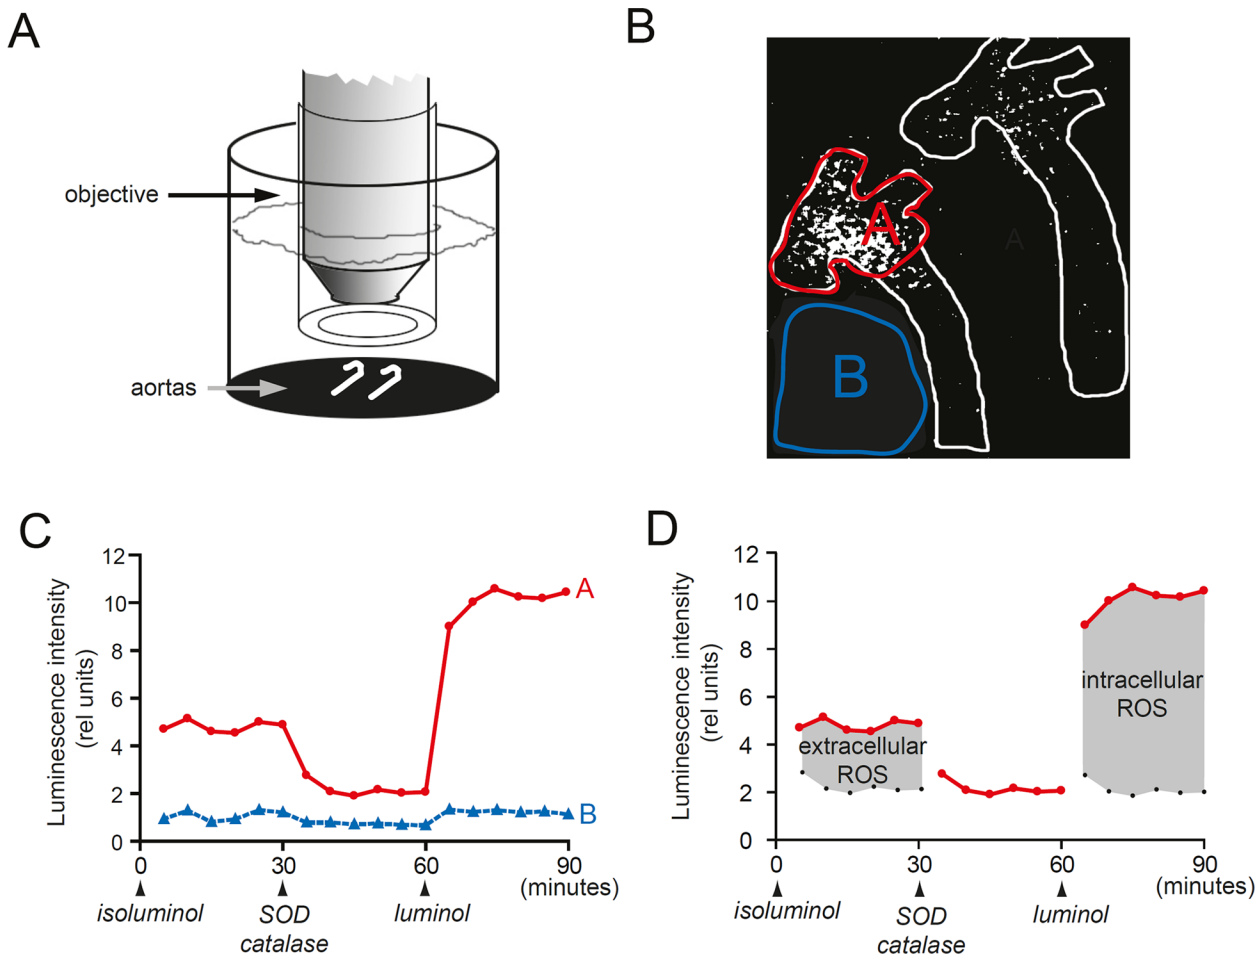 A
objective
aortas
B
A
A
B
C
Luminescence intensity
(rel units)
12
10
8
6
4
2
0
A
B
0
30
60
90
(minutes)
isoluminol
SOD
catalase
luminol
D
Luminescence intensity
(rel units)
12
10
8
6
4
2
0
extracellular
ROS
intracellular
ROS
0
30
60
90
(minutes)
isoluminol
SOD
catalase
luminol